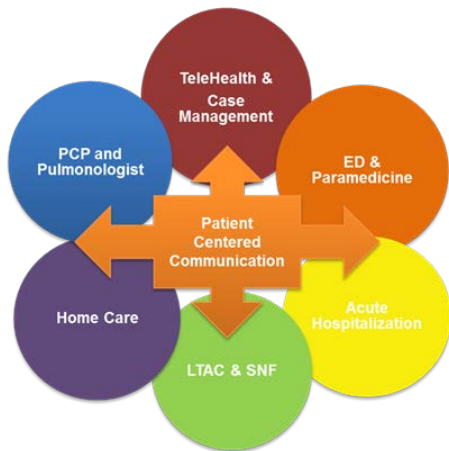 TeleHealth &
Case
Management
PCP and
Pulmonologist
ED &
Paramedicine
Patient
Centered
Communication
Home Care
Acute
Hospitalization
LTAC & SNF